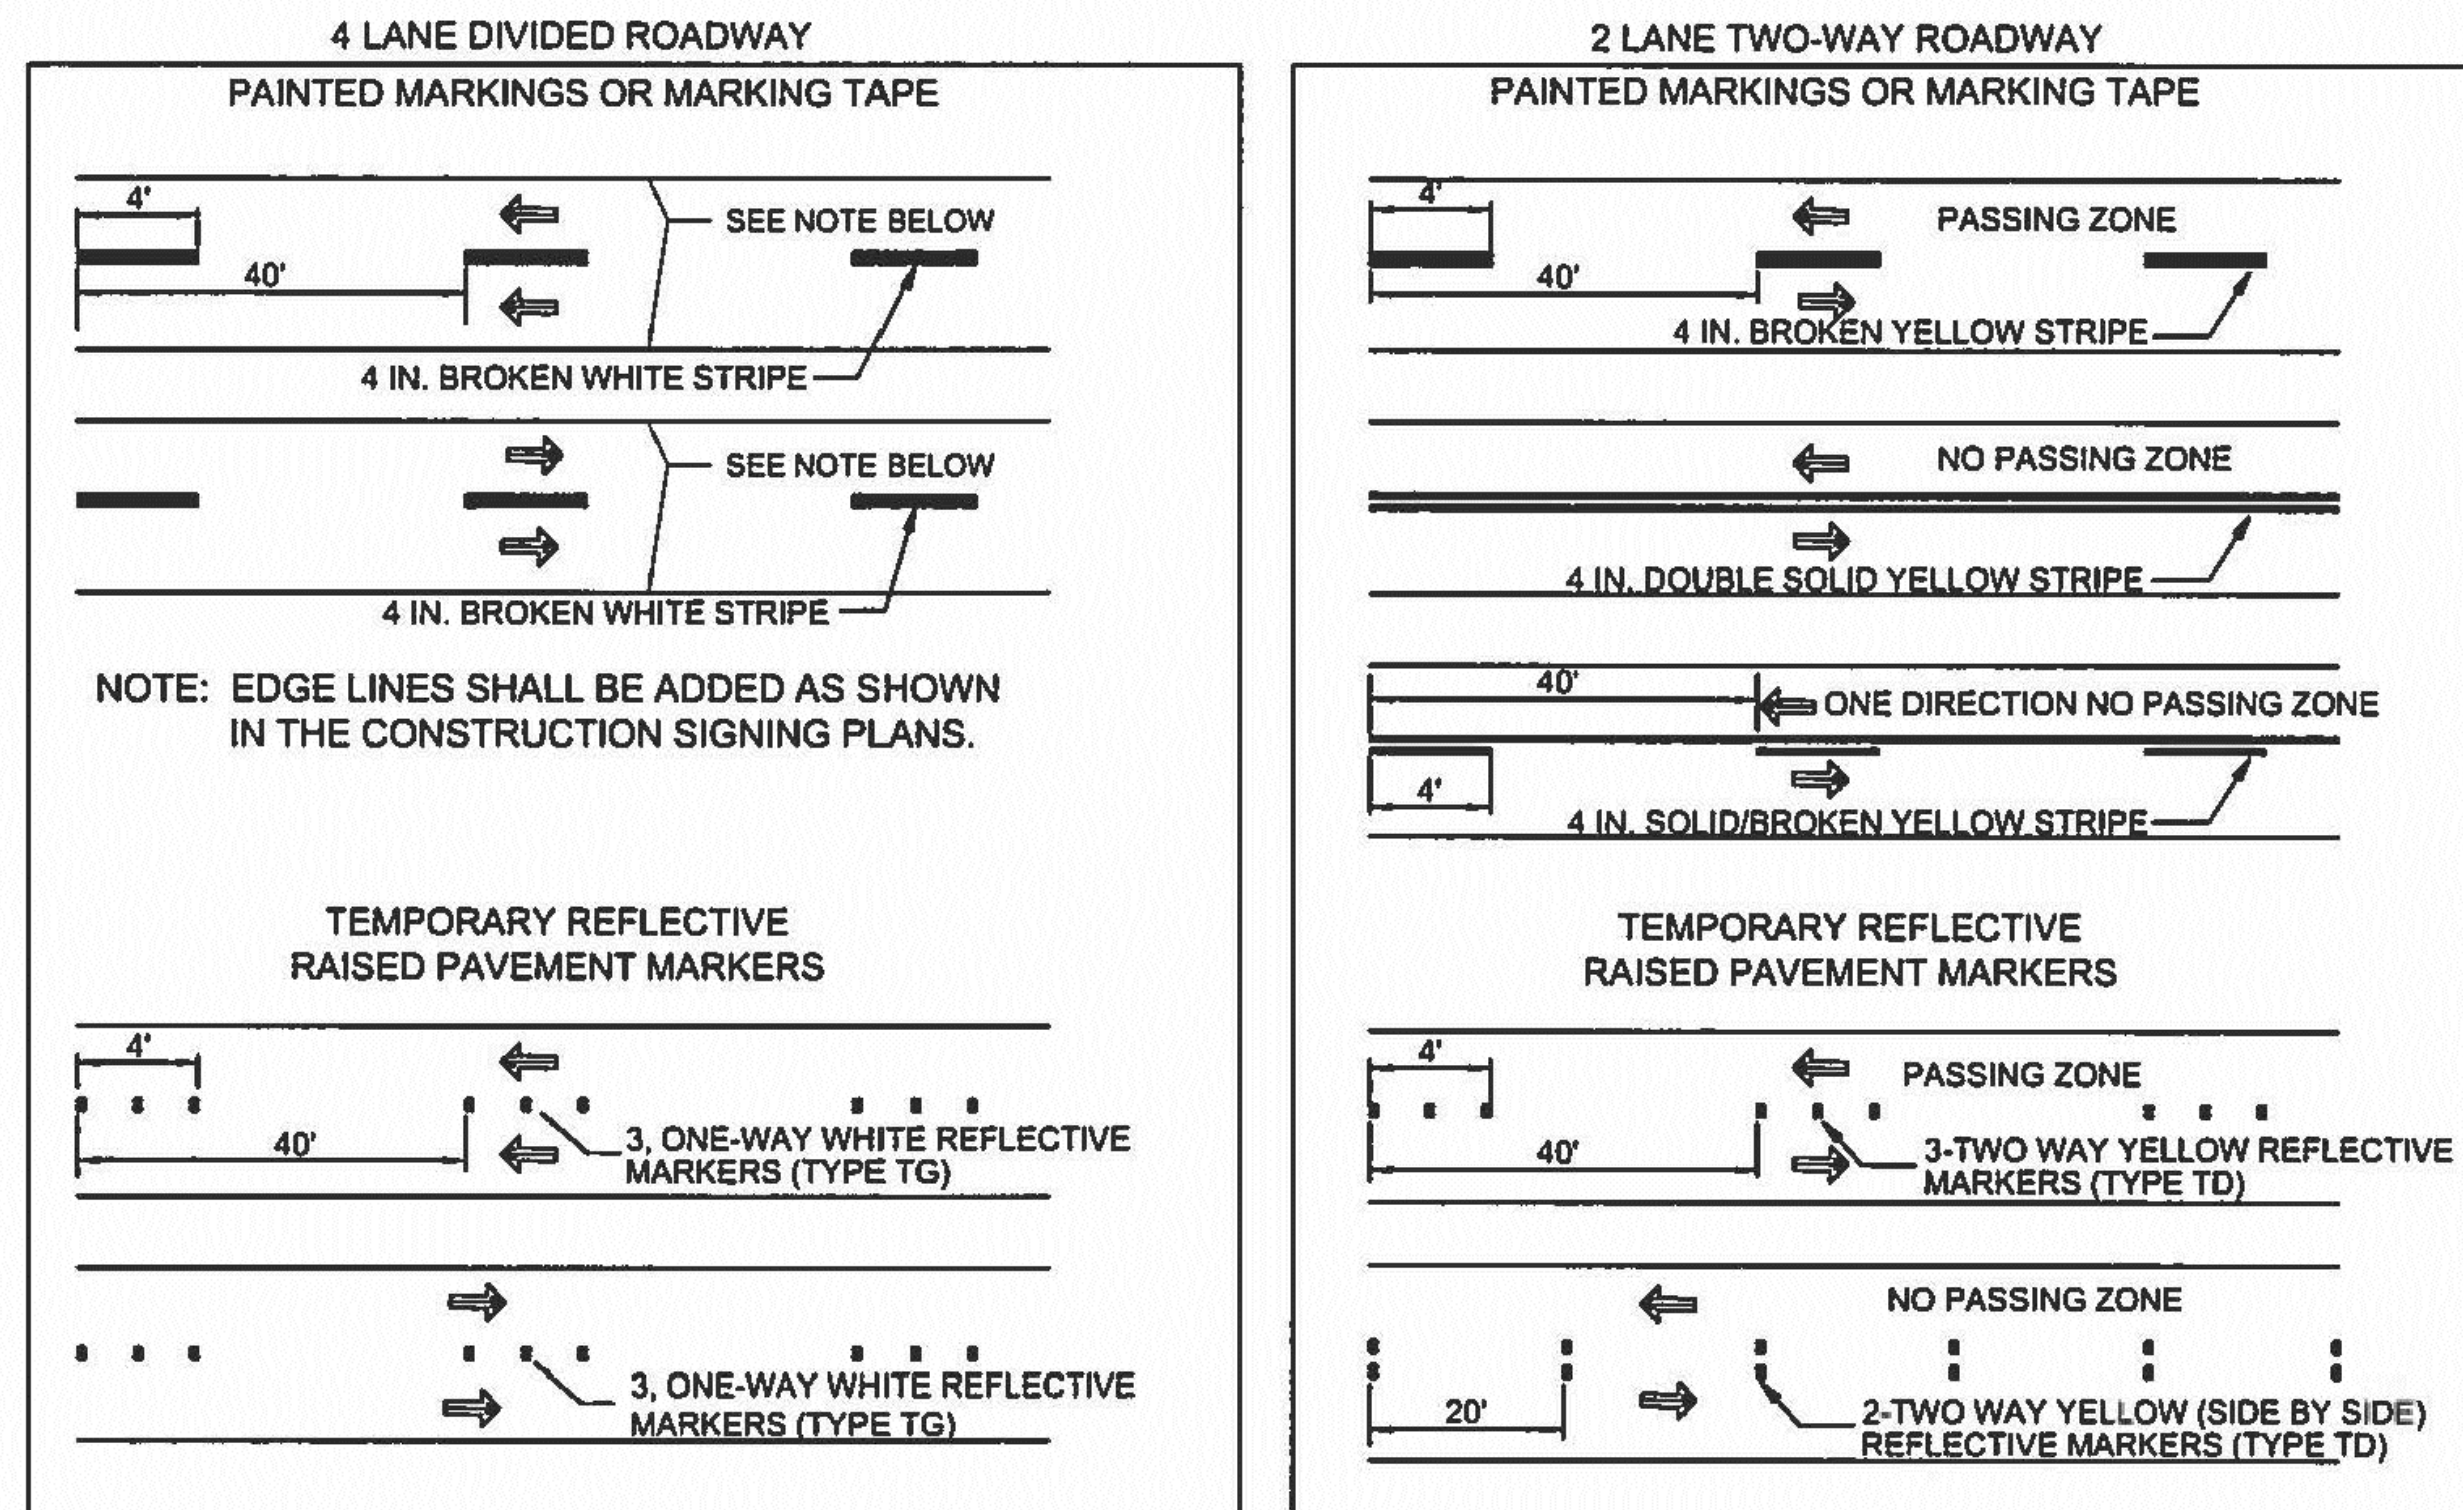 4 LANE DIVIDED ROADWAY
PAINTED MARKINGS OR MARKING TAPE
4'
SEE NOTE BELOW
40'
4 IN. BROKEN WHITE STRIPE
SEE NOTE BELOW
4 IN. BROKEN WHITE STRIPE
NOTE: EDGE LINES SHALL BE ADDED AS SHOWN
IN THE CONSTRUCTION SIGNING PLANS.
TEMPORARY REFLECTIVE
RAISED PAVEMENT MARKERS
4'
40'
3, ONE-WAY WHITE REFLECTIVE
MARKERS (TYPE TG)
3, ONE-WAY WHITE REFLECTIVE
MARKERS (TYPE TG)
2 LANE TWO-WAY ROADWAY
PAINTED MARKINGS OR MARKING TAPE
4'
PASSING ZONE
40'
4 IN. BROKEN YELLOW STRIPE
NO PASSING ZONE
4 IN. DOUBLE SOLID YELLOW STRIPE
40'
ONE DIRECTION NO PASSING ZONE
4'
4 IN. SOLID/BROKEN YELLOW STRIPE
TEMPORARY REFLECTIVE
RAISED PAVEMENT MARKERS
4'
PASSING ZONE
40'
3-TWO WAY YELLOW REFLECTIVE
MARKERS (TYPE TD)
NO PASSING ZONE
20'
2-TWO WAY YELLOW (SIDE BY SIDE)
REFLECTIVE MARKERS (TYPE TD)